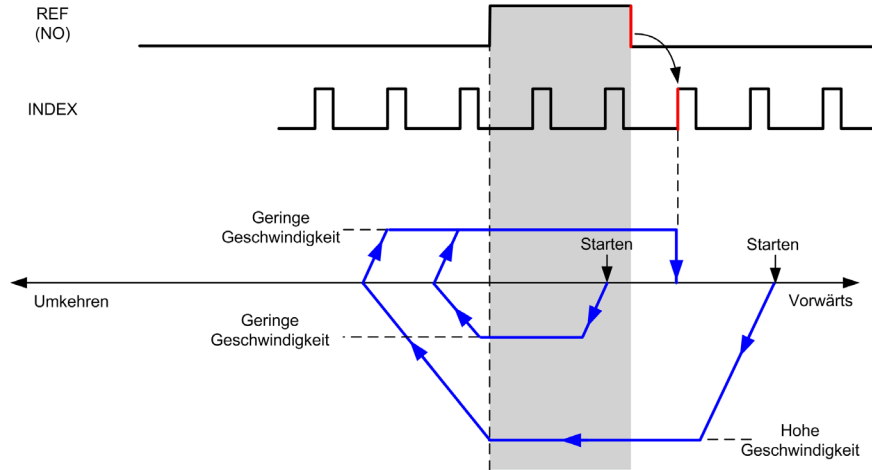 REF
(NO)
INDEX
Geringe
Geschwindigkeit
Starten
Starten
Umkehren
Vorwärts
Geringe
Geschwindigkeit
Hohe
Geschwindigkeit